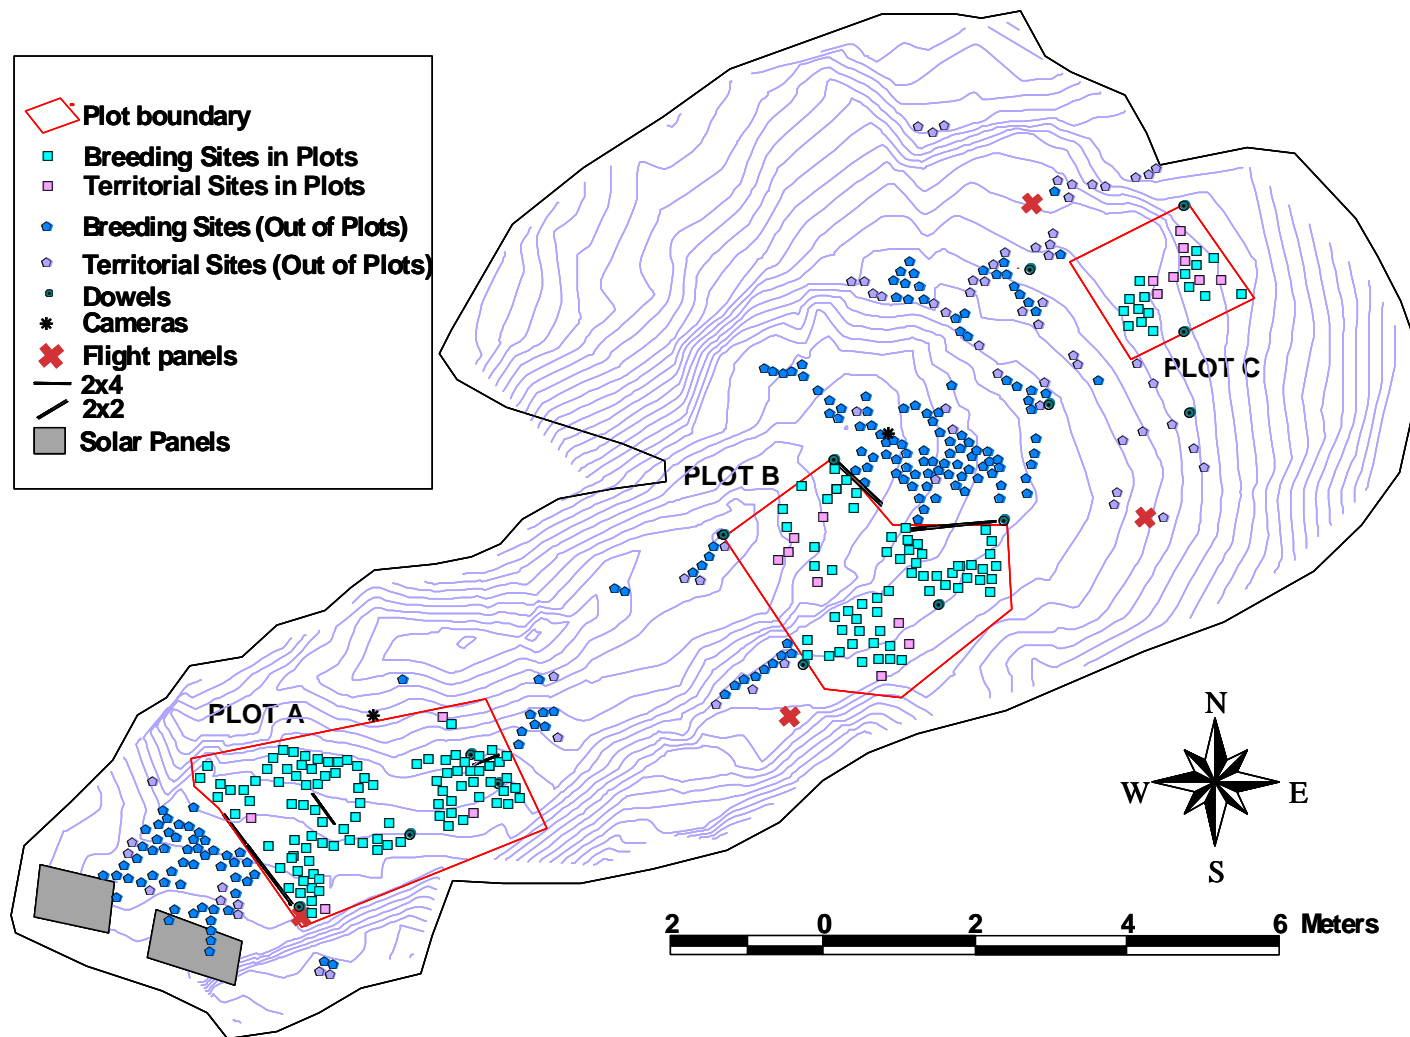 Plot boundary
Breeding Sites in Plots
Territorial Sites in Plots
Breeding Sites (Out of Plots)
Territorial Sites (Out of Plots)
Dowels
Cameras
Flight panels
2x4
2x2
Solar Panels
PLOT C
PLOT B
PLOT A
N
W E
S
2 0 2 4 6 Meters